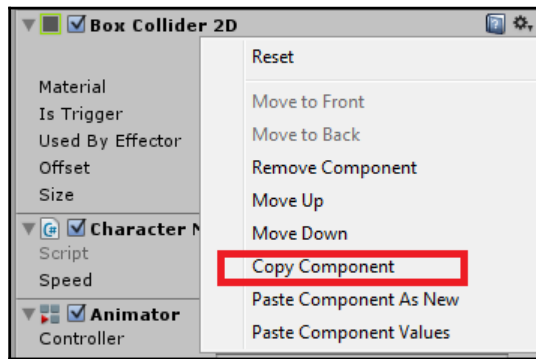 Box Collider 2D
Reset
Material
Move to Front
Is Trigger
Move to Back
Used By Effector
Remove Component
Offset
Size
Move Up
Character
Move Down
Script
Copy Component
Speed
Paste Component As New
Animator
Paste Component Values
Controller